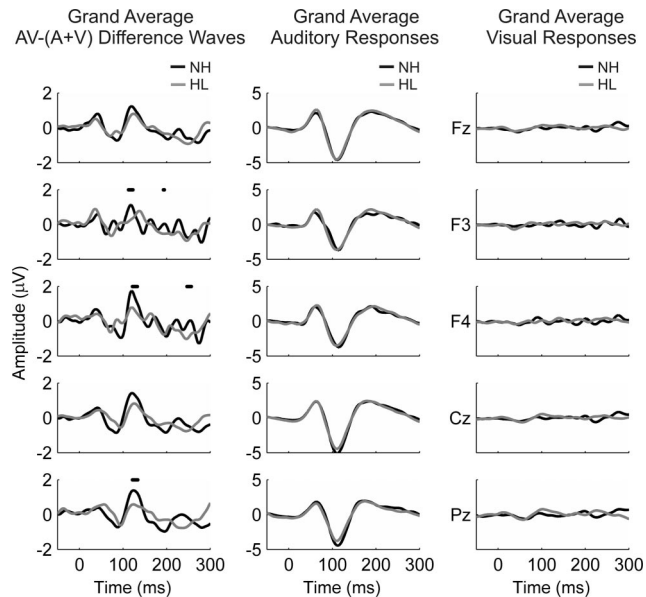 Grand Average
AV-(A+V) Difference Waves
Grand Average
Auditory Responses
Grand Average
Visual Responses
NH
HL
NH
HL
NH
HL
Amplitude (μV)
2
0
-2
5
0
-5
Fz
2
0
-2
5
0
-5
F3
2
0
-2
5
0
-5
F4
2
0
-2
5
0
-5
Cz
2
0
-2
5
0
-5
Pz
0 100 200 300
0 100 200 300
0 100 200 300
Time (ms)
Time (ms)
Time (ms)